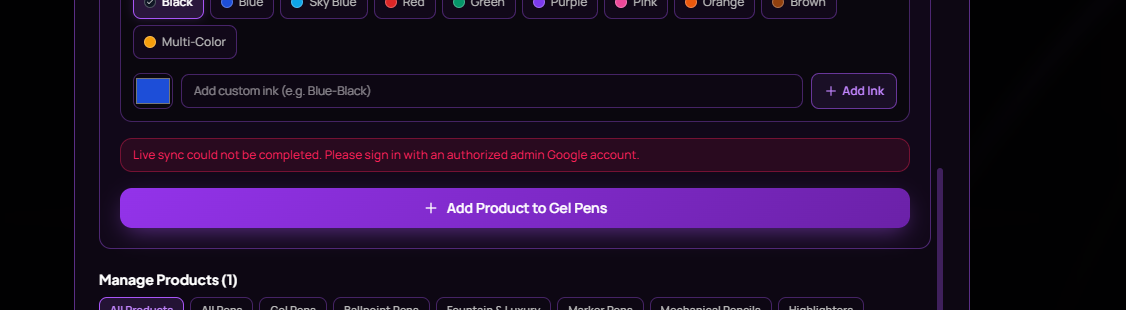 Black Blue Sky Blue Red Green Purple Pink Orange Brown
Multi-Color
Add custom ink (e.g. Blue-Black) + Add Ink
Live sync could not be completed. Please sign in with an authorized admin Google account.
+ Add Product to Gel Pens
Manage Products (1)
All Products All Pens Gel Pens Ballpoint Pens Fountain & Luxury Marker Pens Mechanical Pencils Highlighters